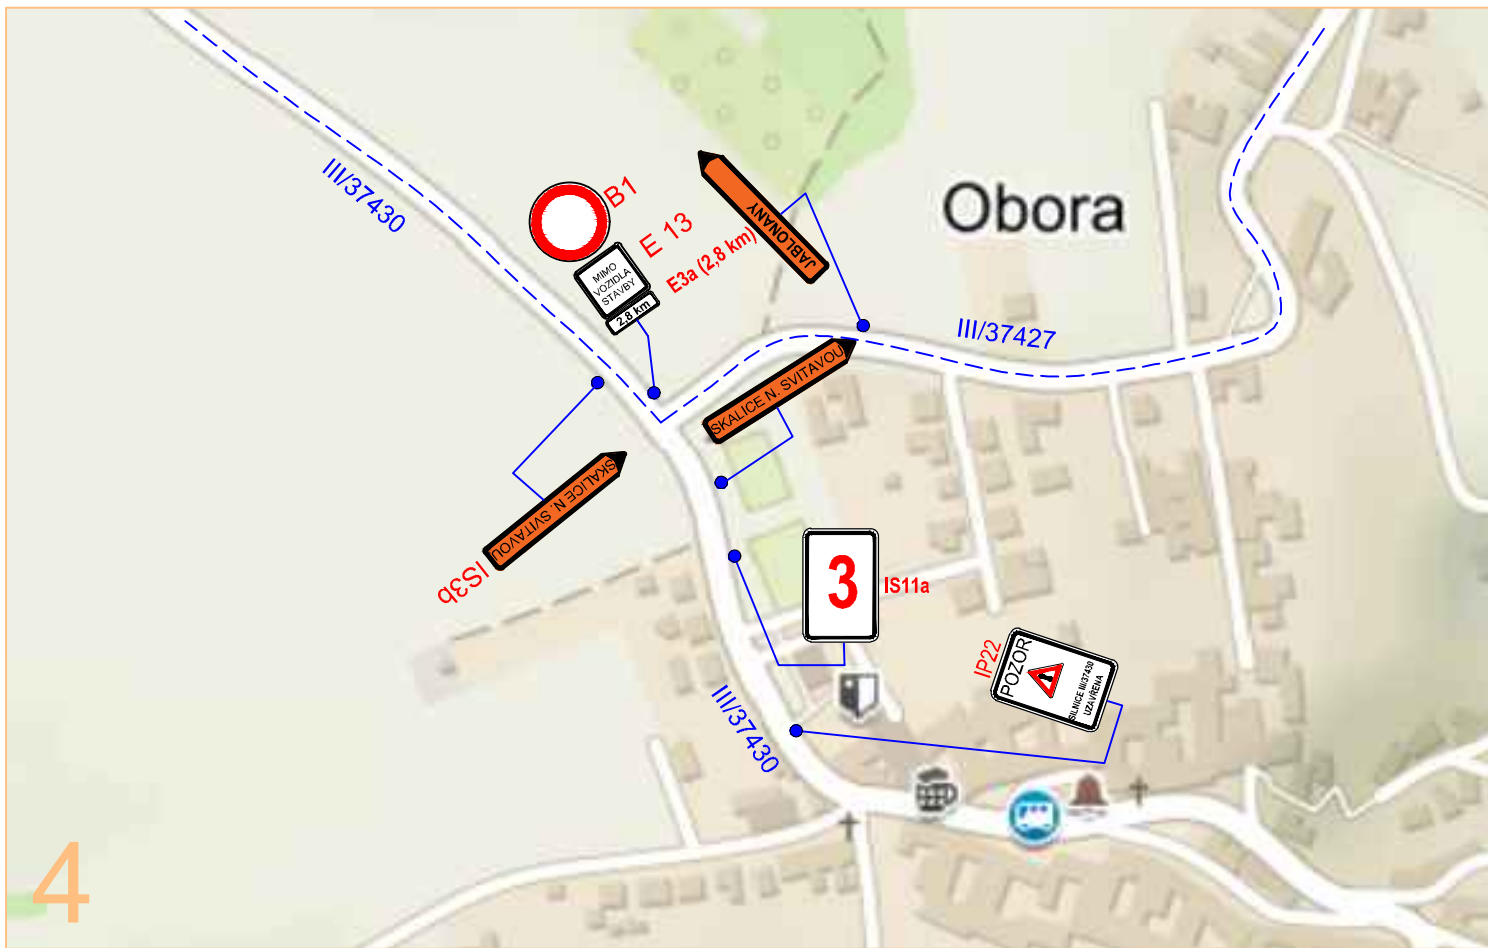 III/37430
B1
E 13
E3a (2,8 km)
MIMO
VOZIDLA
STAVBY
2,8 km
JABLONANY
Obora
III/37427
SKALICE N. SVITAVOU
SKALICE N. SVITAVOU
IS3b
3
IS11a
IP22
POZOR
SILNICE III/37430
UZAVŘENA
III/37430
4